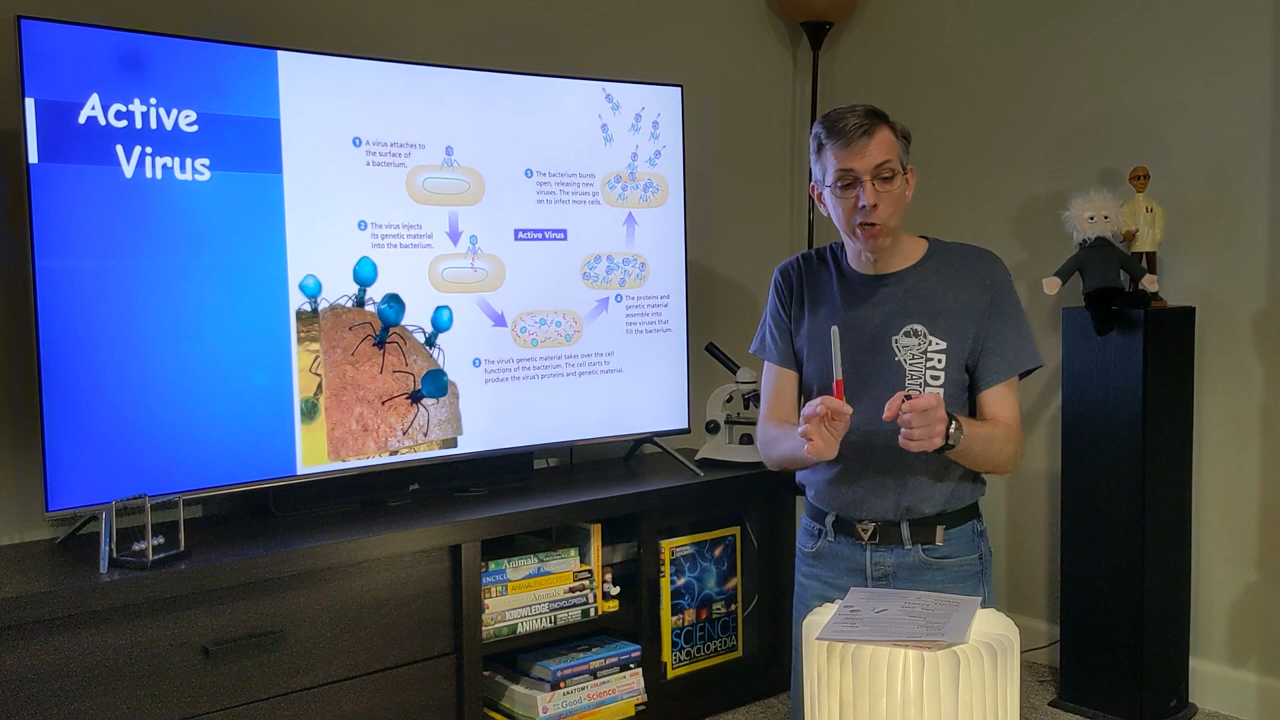 Active
Virus
1 A virus attaches to
the surface of
a bacterium.
2 The virus injects
its genetic material
into the bacterium.
3 The virus's genetic material takes over the cell
functions of the bacterium. The cell starts to
produce the virus's proteins and genetic material.
4 The proteins and
genetic material
assemble into
new viruses that
fill the bacterium.
5 The bacterium bursts
open, releasing new
viruses. The viruses go
on to infect more cells.
Active Virus
Animals
ANIMAL ENCYCLOPEDIA
Animals
KNOWLEDGE ENCYCLOPEDIA
ANIMAL!
SCIENCE
ENCYCLOPEDIA
ANATOMY COLORING
Good Science